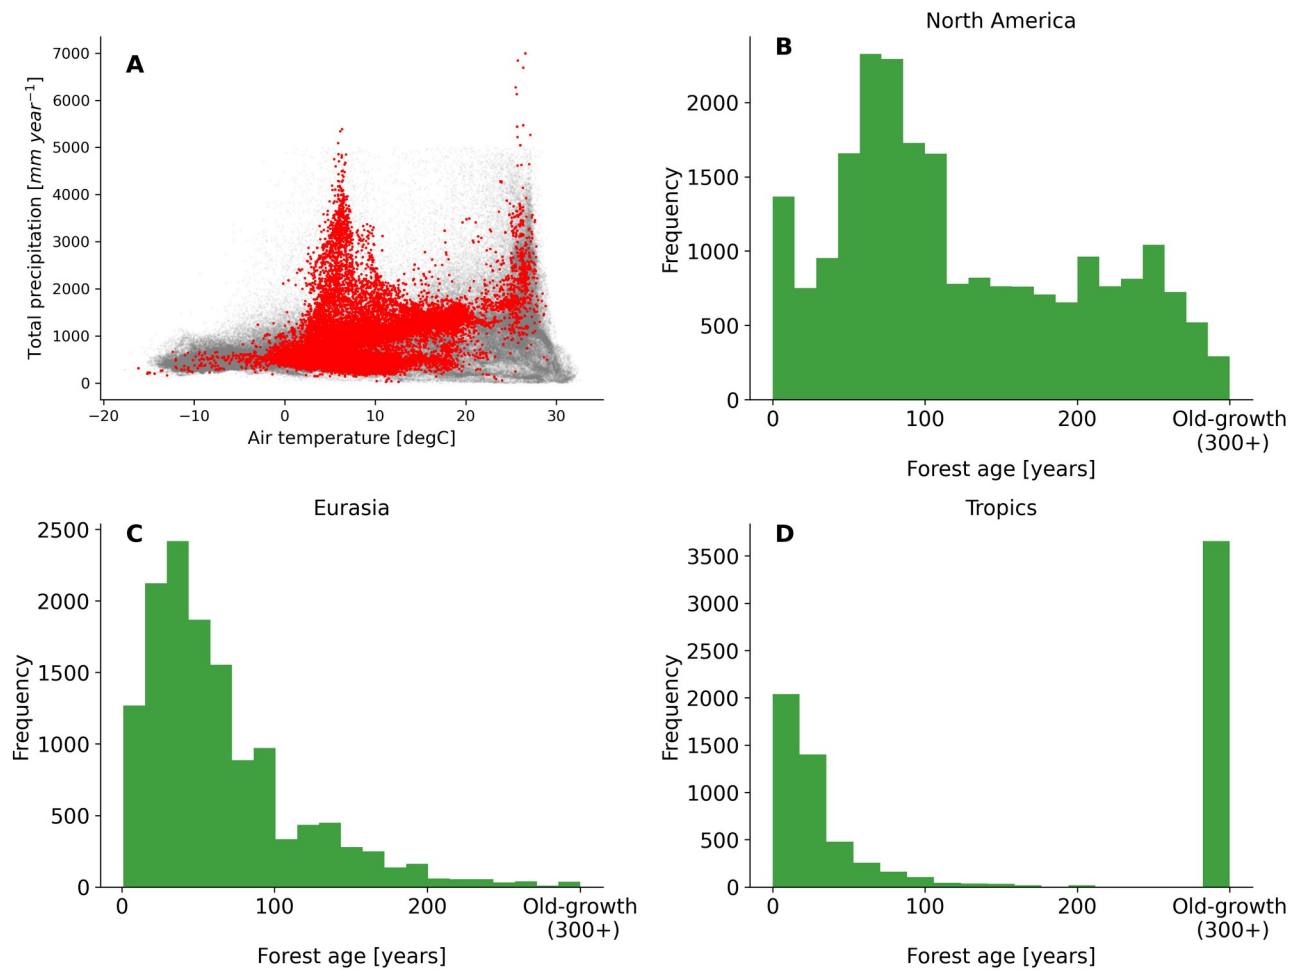 A
Total precipitation [mm year⁻¹]
7000
6000
5000
4000
3000
2000
1000
0
−20
−10
0
10
20
30
Air temperature [degC]
North America
B
Frequency
2000
1500
1000
500
0
0
100
200
Old-growth
(300+)
Forest age [years]
Eurasia
C
Frequency
2500
2000
1500
1000
500
0
0
100
200
Old-growth
(300+)
Forest age [years]
Tropics
D
Frequency
3500
3000
2500
2000
1500
1000
500
0
0
100
200
Old-growth
(300+)
Forest age [years]